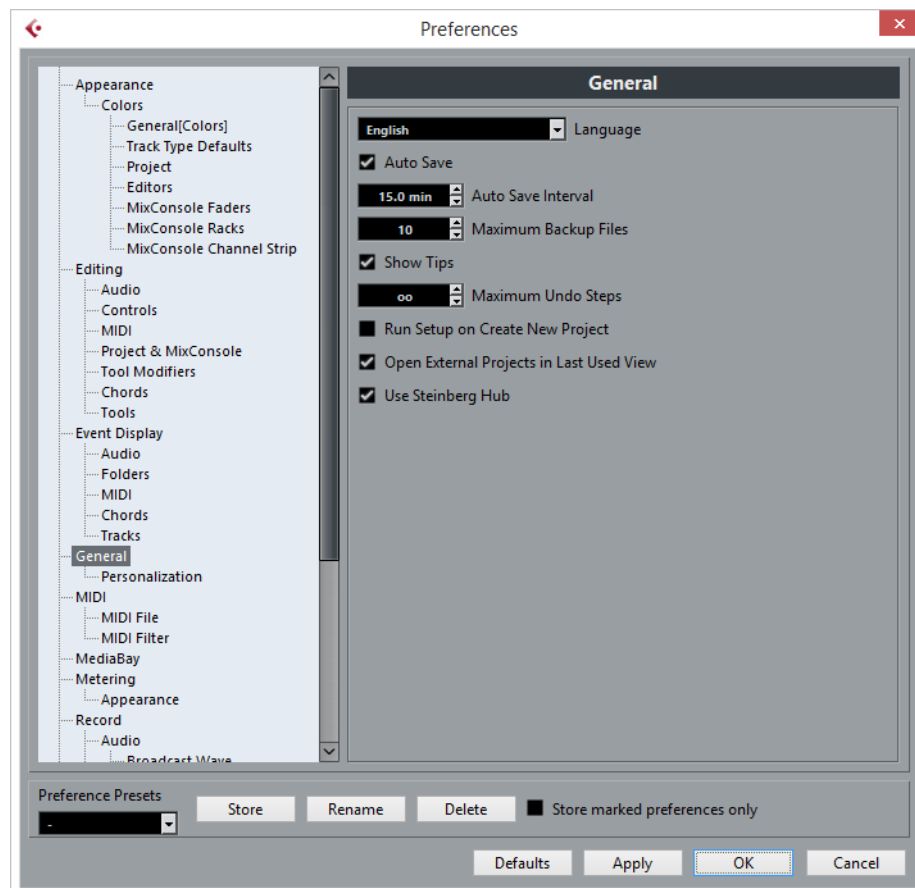 Preferences
Appearance
Colors
General[Colors]
Track Type Defaults
Project
Editors
MixConsole Faders
MixConsole Racks
MixConsole Channel Strip
Editing
Audio
Controls
MIDI
Project & MixConsole
Tool Modifiers
Chords
Tools
Event Display
Audio
Folders
MIDI
Chords
Tracks
General
Personalization
MIDI
MIDI File
MIDI Filter
MediaBay
Metering
Appearance
Record
Audio
Broadcast Wave
General
English Language
Auto Save
15.0 min Auto Save Interval
10 Maximum Backup Files
Show Tips
oo Maximum Undo Steps
Run Setup on Create New Project
Open External Projects in Last Used View
Use Steinberg Hub
Preference Presets
-
Store Rename Delete Store marked preferences only
Defaults Apply OK Cancel